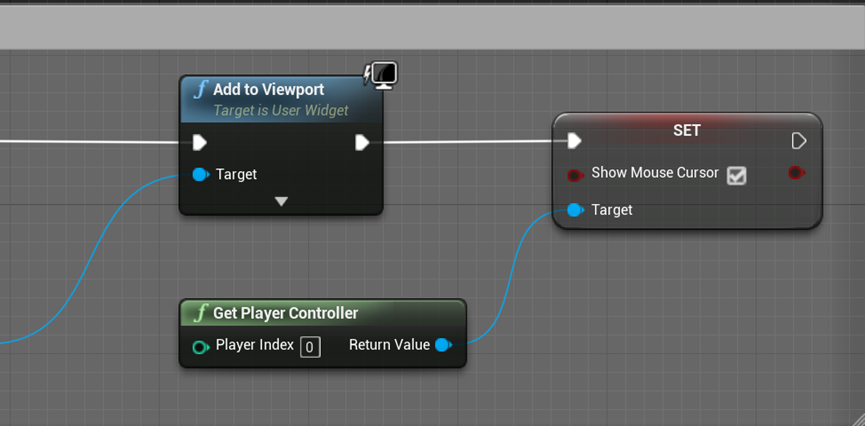 f Add to Viewport
Target is User Widget
Target
SET
Show Mouse Cursor
Target
f Get Player Controller
Player Index 0 Return Value